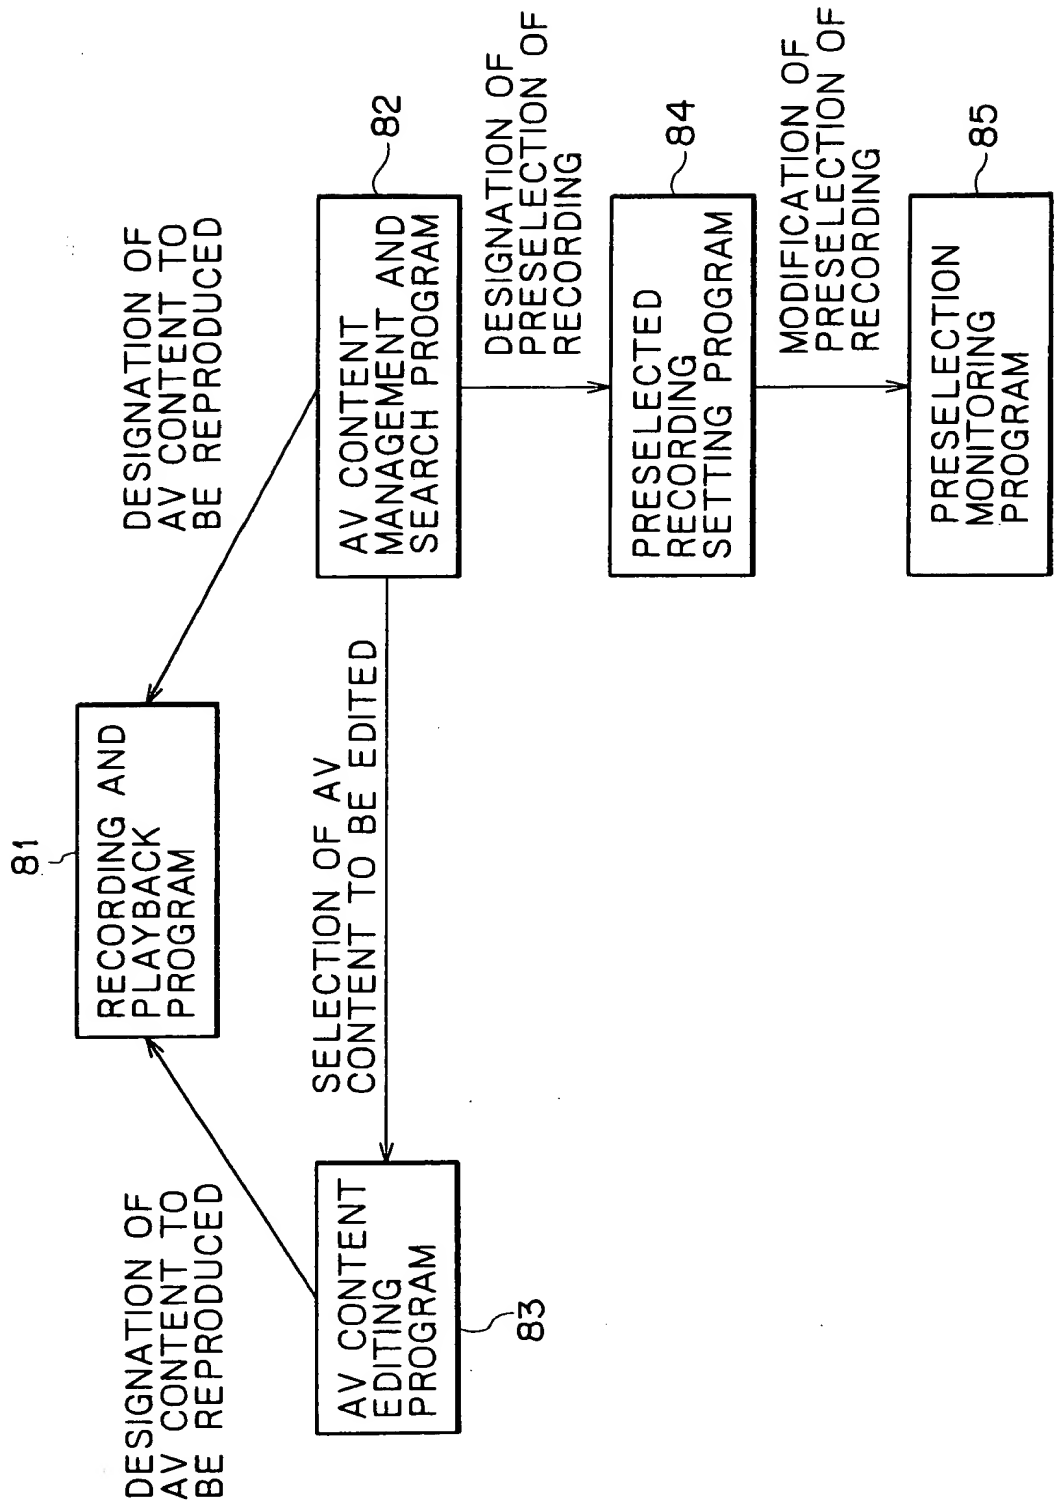 81
RECORDING AND
PLAYBACK
PROGRAM
DESIGNATION OF
AV CONTENT TO
BE REPRODUCED
DESIGNATION OF
AV CONTENT TO
BE REPRODUCED
AV CONTENT
EDITING
PROGRAM
83
SELECTION OF AV
CONTENT TO BE EDITED
AV CONTENT
MANAGEMENT AND
SEARCH PROGRAM
82
DESIGNATION OF
PRESELECTION OF
RECORDING
PRESELECTED
RECORDING
SETTING PROGRAM
84
MODIFICATION OF
PRESELECTION OF
RECORDING
PRESELECTION
MONITORING
PROGRAM
85